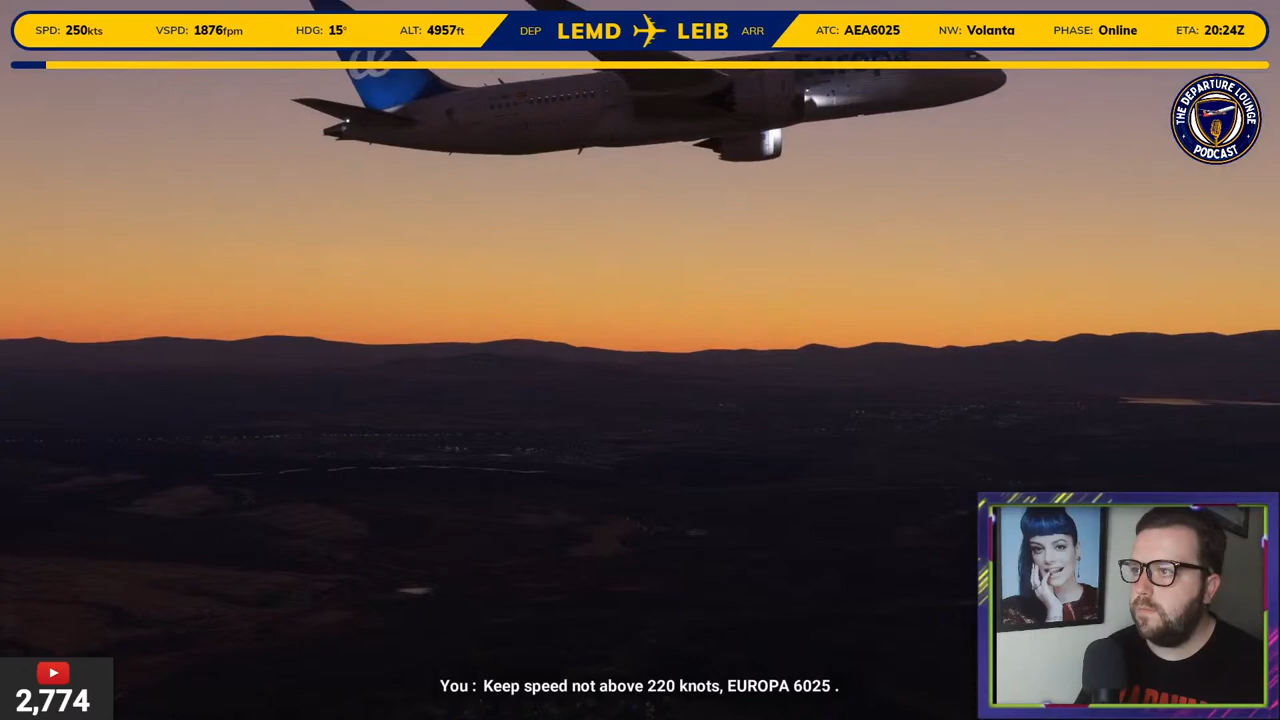 SPD: 250kts VSPD: 1876fpm HDG: 15° ALT: 4957ft DEP LEMD LEIB ARR ATC: AEA6025 NW: Volanta PHASE: Online ETA: 20:24Z
Europa
THE DEPARTURE LOUNGE
PODCAST
You : Keep speed not above 220 knots, EUROPA 6025 .
2,774